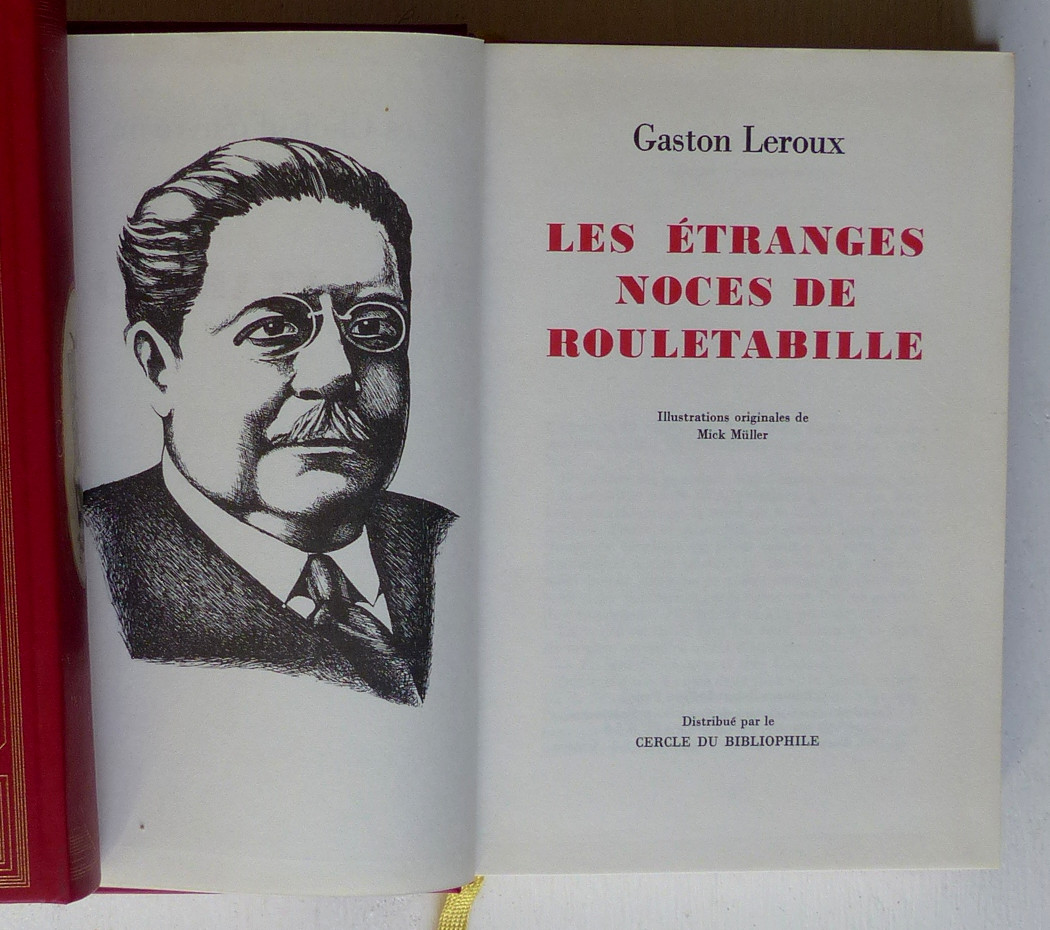 Gaston Leroux
LES ÉTRANGES
NOCES DE
ROULETABILLE
Illustrations originales de
Mick Müller
Distribué par le
CERCLE DU BIBLIOPHILE